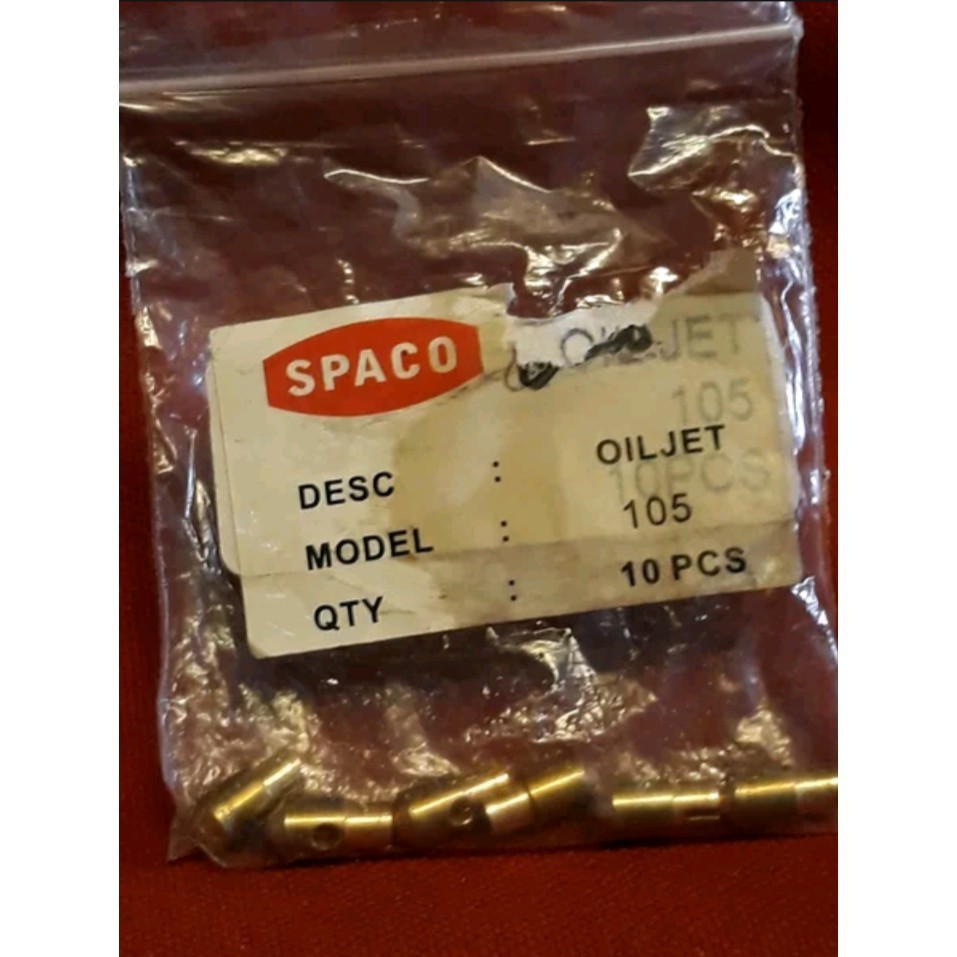 SPACO
OILJET
105
10PCS
DESC : OILJET
MODEL : 105
QTY : 10 PCS